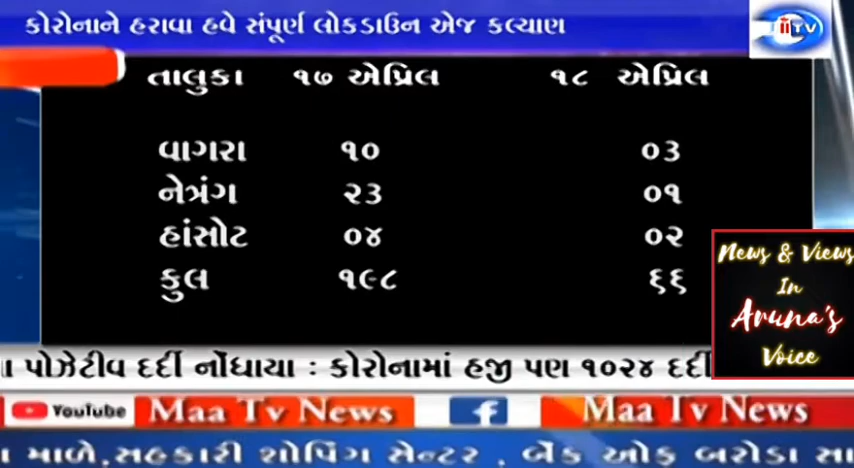 કોરોનાને હરાવા હવે સંપૂર્ણ લોકડાઉન એજ કલ્યાણ
iiTV
તાલુકા ૧૭ એપ્રિલ ૧૮ એપ્રિલ
વાગરા ૧૦ ૦૩
નેત્રંગ ૨૩ ૦૧
હાંસોટ ૦૪ ૦૨
કુલ ૧૯૮ ૬૬
News & Views
In
Aruna's
Voice
પોઝેટીવ દર્દી નોંધાયા : કોરોનામાં હજી પણ ૧૦૨૪ દર્દી
YouTube Maa Tv News f Maa Tv News
માળે,સહકારી શોપિંગ સેન્ટર , બેંક ઓફ બરોડા સા